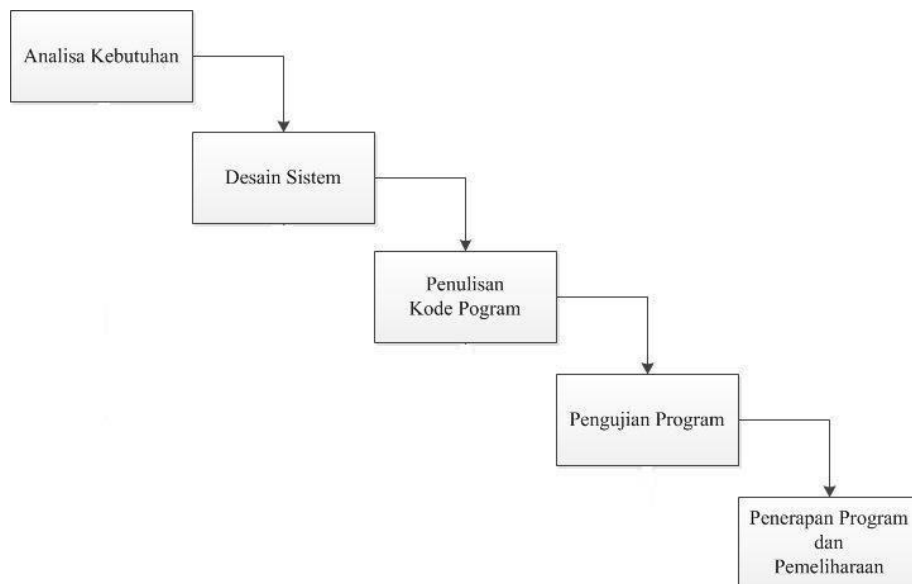 Analisa Kebutuhan
Desain Sistem
Penulisan
Kode Pogram
Pengujian Program
Penerapan Program
dan
Pemeliharaan